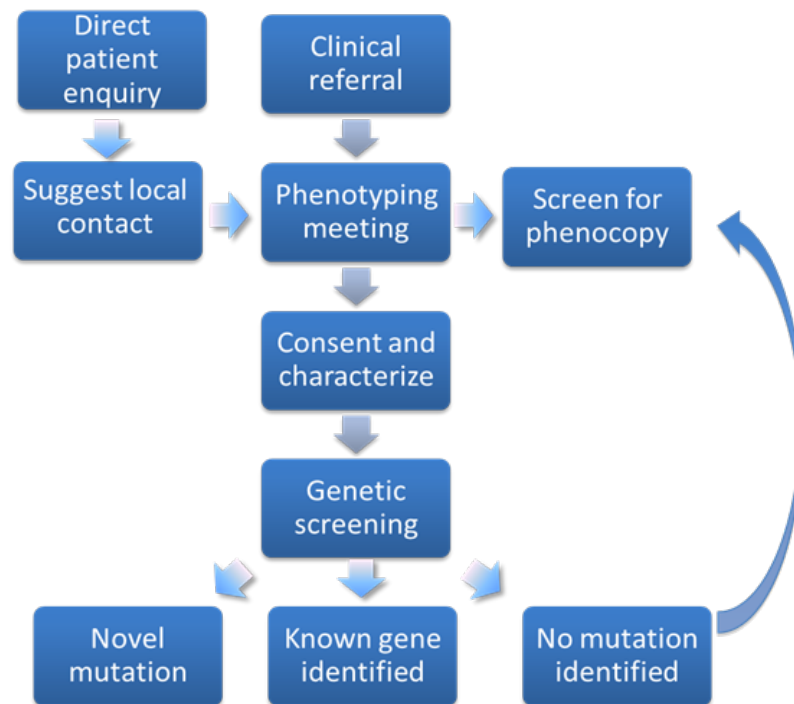 Direct
patient
enquiry
Clinical
referral
Suggest local
contact
Phenotyping
meeting
Screen for
phenocopy
Consent and
characterize
Genetic
screening
Novel
mutation
Known gene
identified
No mutation
identified